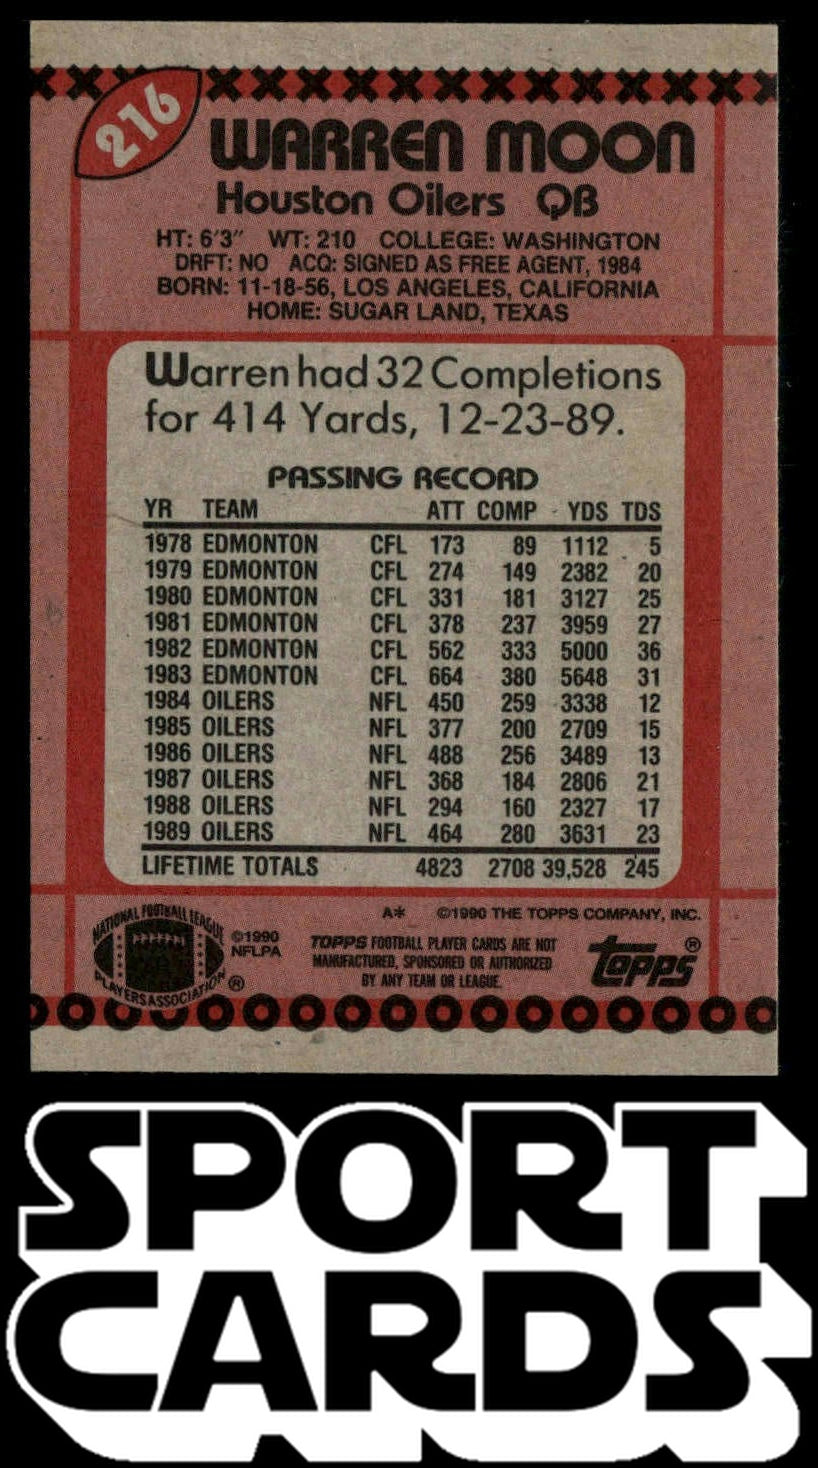 216
WARREN MOON
Houston Oilers QB
HT: 6'3" WT: 210 COLLEGE: WASHINGTON
DRFT: NO ACQ: SIGNED AS FREE AGENT, 1984
BORN: 11-18-56, LOS ANGELES, CALIFORNIA
HOME: SUGAR LAND, TEXAS
Warren had 32 Completions
for 414 Yards, 12-23-89.
PASSING RECORD
YR TEAM ATT COMP YDS TDS
1978 EDMONTON CFL 173 89 1112 5
1979 EDMONTON CFL 274 149 2382 20
1980 EDMONTON CFL 331 181 3127 25
1981 EDMONTON CFL 378 237 3959 27
1982 EDMONTON CFL 562 333 5000 36
1983 EDMONTON CFL 664 380 5648 31
1984 OILERS NFL 450 259 3338 12
1985 OILERS NFL 377 200 2709 15
1986 OILERS NFL 488 256 3489 13
1987 OILERS NFL 368 184 2806 21
1988 OILERS NFL 294 160 2327 17
1989 OILERS NFL 464 280 3631 23
LIFETIME TOTALS 4823 2708 39,528 245
A* ©1990 THE TOPPS COMPANY, INC.
NATIONAL FOOTBALL LEAGUE
PLAYERS ASSOCIATION ®
©1990
NFLPA
TOPPS FOOTBALL PLAYER CARDS ARE NOT
MANUFACTURED, SPONSORED OR AUTHORIZED
BY ANY TEAM OR LEAGUE.
topps®
SPORT
CARDS